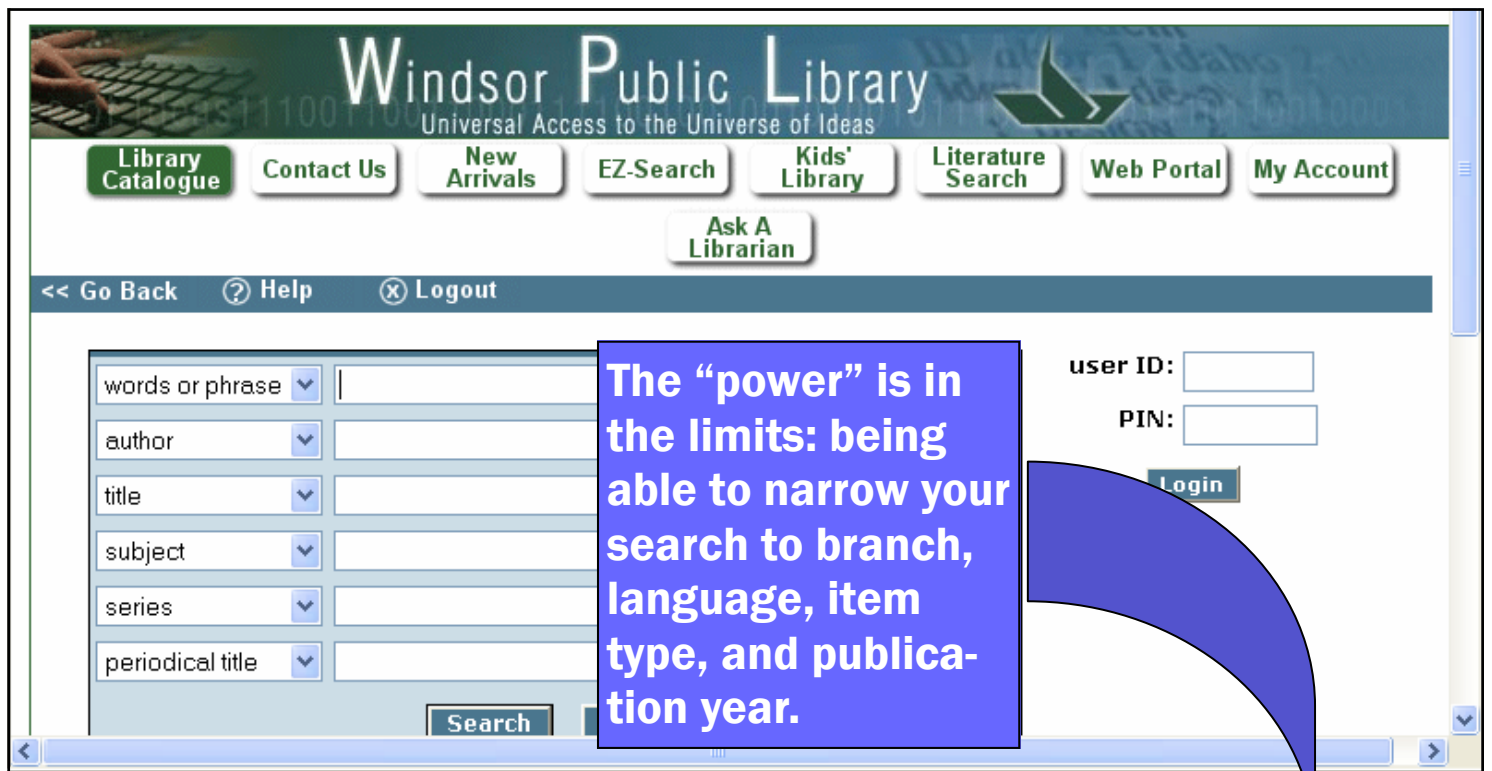 Windsor Public Library
Universal Access to the Universe of Ideas
Library Catalogue
Contact Us
New Arrivals
EZ-Search
Kids' Library
Literature Search
Web Portal
My Account
Ask A Librarian
<< Go Back
? Help
X Logout
words or phrase
author
title
subject
series
periodical title
Search
The “power” is in
the limits: being
able to narrow your
search to branch,
language, item
type, and publica-
tion year.
user ID:
PIN:
Login